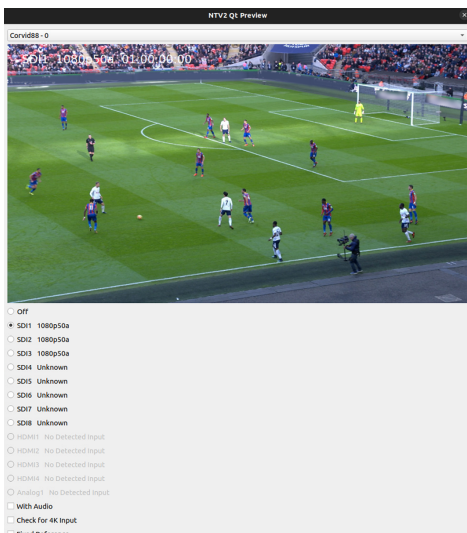 NTV2 Qt Preview
Corvid88 - 0
SDI1 1080p50a 01:00:00:00
Off
SDI1 1080p50a
SDI2 1080p50a
SDI3 1080p50a
SDI4 Unknown
SDI5 Unknown
SDI6 Unknown
SDI7 Unknown
SDI8 Unknown
HDMI1 No Detected Input
HDMI2 No Detected Input
HDMI3 No Detected Input
HDMI4 No Detected Input
Analog1 No Detected Input
With Audio
Check for 4K Input